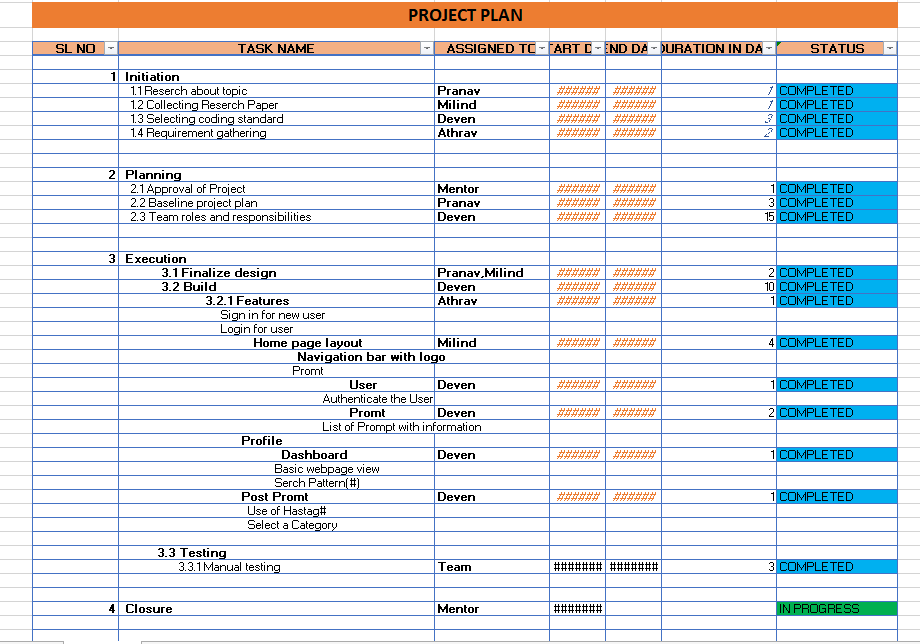 PROJECT PLAN
SL NO TASK NAME ASSIGNED TO ART D END DA DURATION IN DA STATUS
1 Initiation
1.1 Reserch about topic Pranav ###### ###### 1 COMPLETED
1.2 Collecting Reserch Paper Milind ###### ###### 1 COMPLETED
1.3 Selecting coding standard Deven ###### ###### 3 COMPLETED
1.4 Requirement gathering Athrav ###### ###### 2 COMPLETED
2 Planning
2.1 Approval of Project Mentor ###### ###### 1 COMPLETED
2.2 Baseline project plan Pranav ###### ###### 3 COMPLETED
2.3 Team roles and responsibilities Deven ###### ###### 15 COMPLETED
3 Execution
3.1 Finalize design Pranav,Milind ###### ###### 2 COMPLETED
3.2 Build Deven ###### ###### 10 COMPLETED
3.2.1 Features Athrav ###### ###### 1 COMPLETED
Sign in for new user
Login for user
Home page layout Milind ###### ###### 4 COMPLETED
Navigation bar with logo
Promt
User Deven ###### ###### 1 COMPLETED
Authenticate the User
Promt Deven ###### ###### 2 COMPLETED
List of Prompt with information
Profile
Dashboard Deven ###### ###### 1 COMPLETED
Basic webpage view
Serch Pattern(#)
Post Promt Deven ###### ###### 1 COMPLETED
Use of Hastag#
Select a Category
3.3 Testing
3.3.1 Manual testing Team ####### ####### 3 COMPLETED
4 Closure Mentor ####### IN PROGRESS